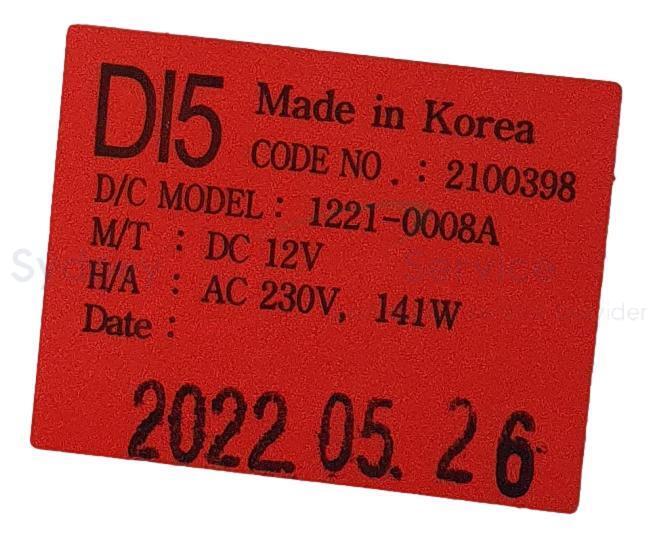 DI5
Made in Korea
CODE NO. : 2100398
D/C MODEL : 1221-0008A
M/T : DC 12V
H/A : AC 230V, 141W
Date :
2022.05.26
Service